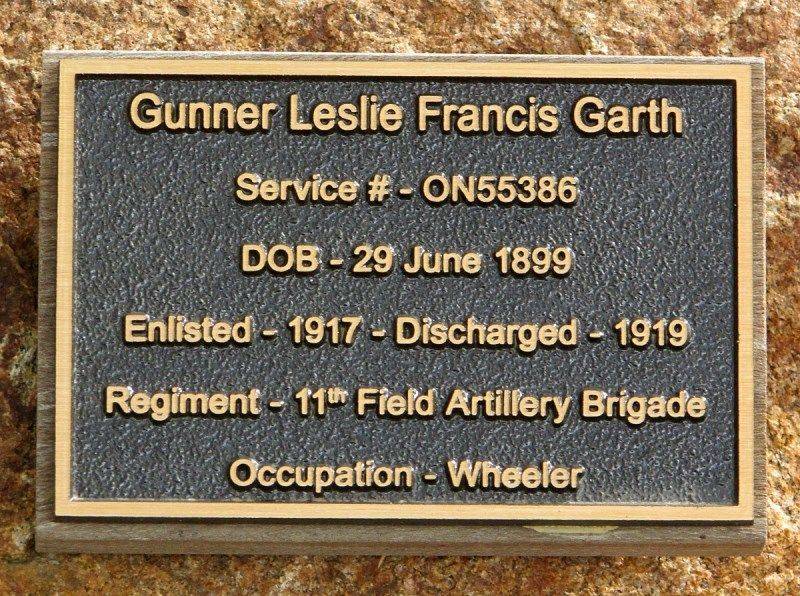 Gunner Leslie Francis Garth
Service # - ON55386
DOB - 29 June 1899
Enlisted - 1917 - Discharged - 1919
Regiment - 11th Field Artillery Brigade
Occupation - Wheeler